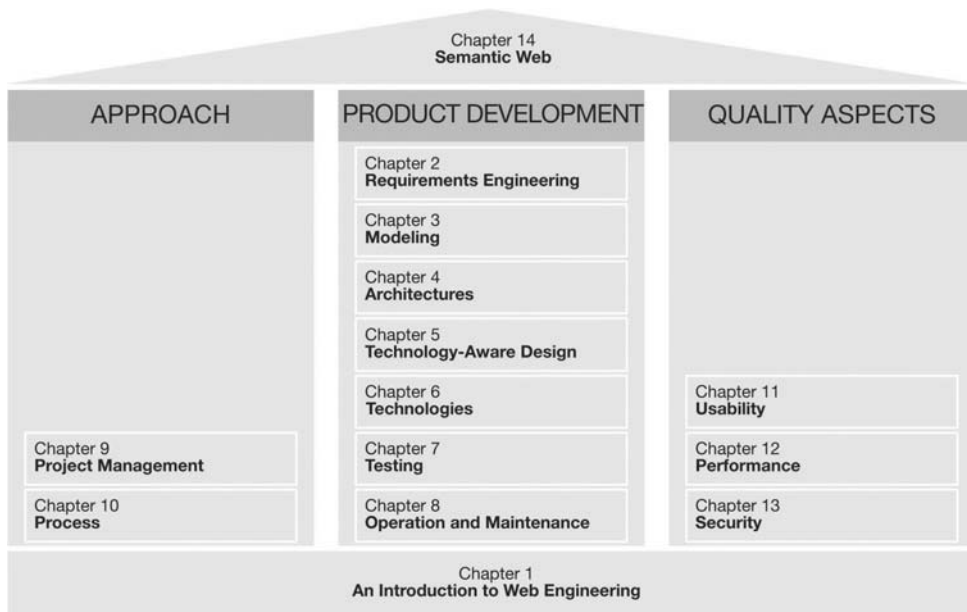 Chapter 14
Semantic Web
APPROACH
Chapter 9
Project Management
Chapter 10
Process
PRODUCT DEVELOPMENT
Chapter 2
Requirements Engineering
Chapter 3
Modeling
Chapter 4
Architectures
Chapter 5
Technology-Aware Design
Chapter 6
Technologies
Chapter 7
Testing
Chapter 8
Operation and Maintenance
QUALITY ASPECTS
Chapter 11
Usability
Chapter 12
Performance
Chapter 13
Security
Chapter 1
An Introduction to Web Engineering